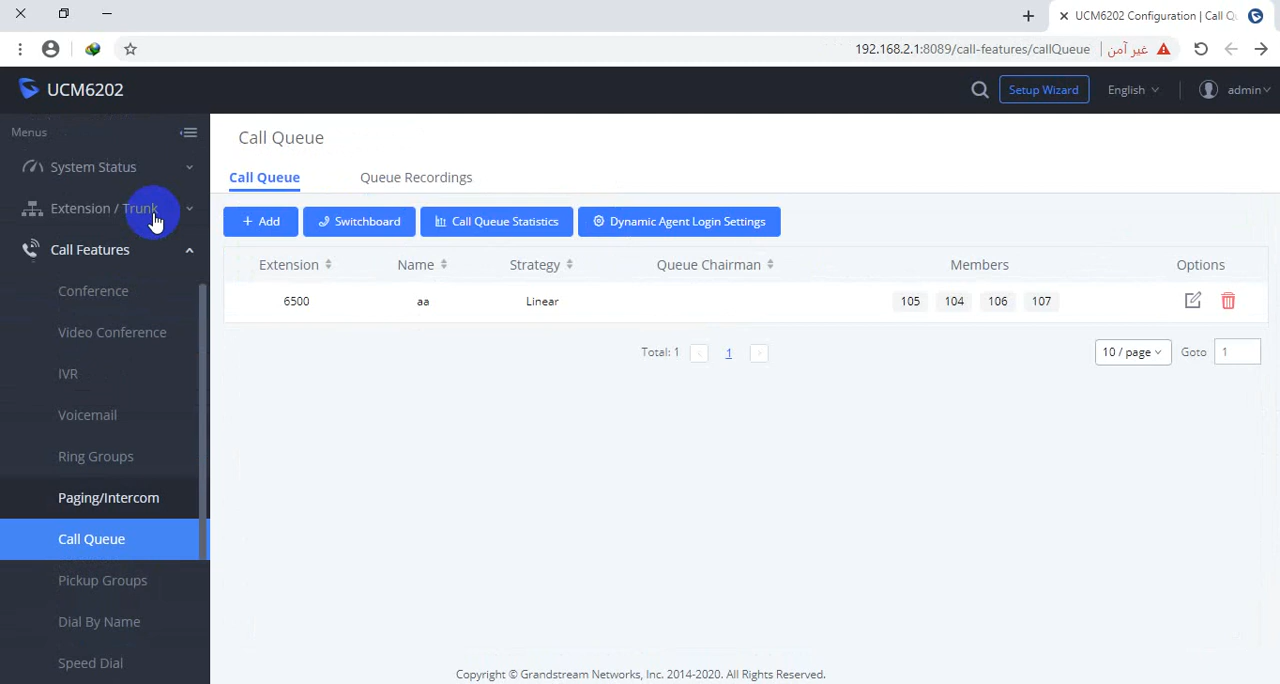 UCM6202 Configuration | Call Q
192.168.2.1:8089/call-features/callQueue
غير آمن
UCM6202
Setup Wizard
English
admin
Menus
System Status
Extension / Trunk
Call Features
Conference
Video Conference
IVR
Voicemail
Ring Groups
Paging/Intercom
Call Queue
Pickup Groups
Dial By Name
Speed Dial
Call Queue
Call Queue Queue Recordings
+ Add Switchboard Call Queue Statistics Dynamic Agent Login Settings
Extension Name Strategy Queue Chairman Members Options
6500 aa Linear 105 104 106 107
Total: 1 < 1 > 10 / page Goto 1
Copyright © Grandstream Networks, Inc. 2014-2020. All Rights Reserved.